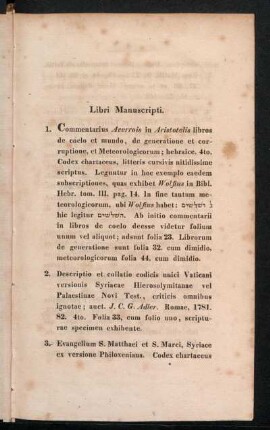 Libri Manuscripti.
1. Commentarius Averrois in Aristotelis libros
de coelo et mundo, de generatione et cor-
ruptione, et Meteorologicorum; hebraice. 4to.
Codex chartaceus, litteris cursivis nitidissime
scriptus. Leguntur in hoc exemplo eaedem
subscriptiones, quas exhibet Wolfius in Bibl.
Hebr. tom. III. pag. 14. In fine tantum me-
teorologicorum, ubi Wolfius habet:
hic legitur Ab initio commentarii
in libros de coelo deesse videtur folium
unum vel aliquot; adsunt folia 23. Librorum
de generatione sunt folia 32. cum dimidio,
meteorologicorum folia 44. cum dimidio.
2. Descriptio et collatio codicis unici Vaticani
versionis Syriacae Hierosolymitanae vel
Palaestinae Novi Test., criticis omnibus
ignotae; auct. J. C. G. Adler. Romae, 1781.
82. 4to. Folia 33, cum folio uno, scriptu-
rae specimen exhibente.
3. Evangelium S. Matthaei et S. Marci, Syriace
ex versione Philoxeniana. Codex chartaceus